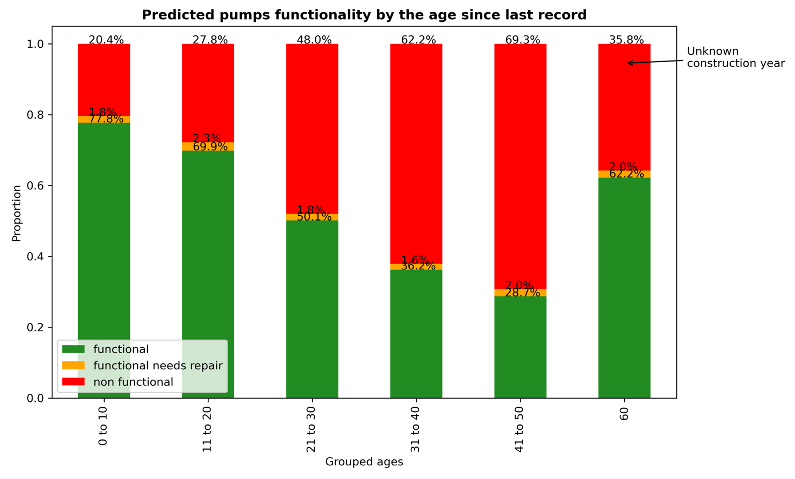 Predicted pumps functionality by the age since last record
1.0
0.8
0.6
0.4
0.2
0.0
Proportion
20.4%
27.8%
48.0%
62.2%
69.3%
35.8%
1.8%
77.8%
2.3%
69.9%
1.8%
50.1%
1.6%
36.2%
2.0%
28.7%
2.0%
62.2%
Unknown
construction year
functional
functional needs repair
non functional
0 to 10
11 to 20
21 to 30
31 to 40
41 to 50
60
Grouped ages